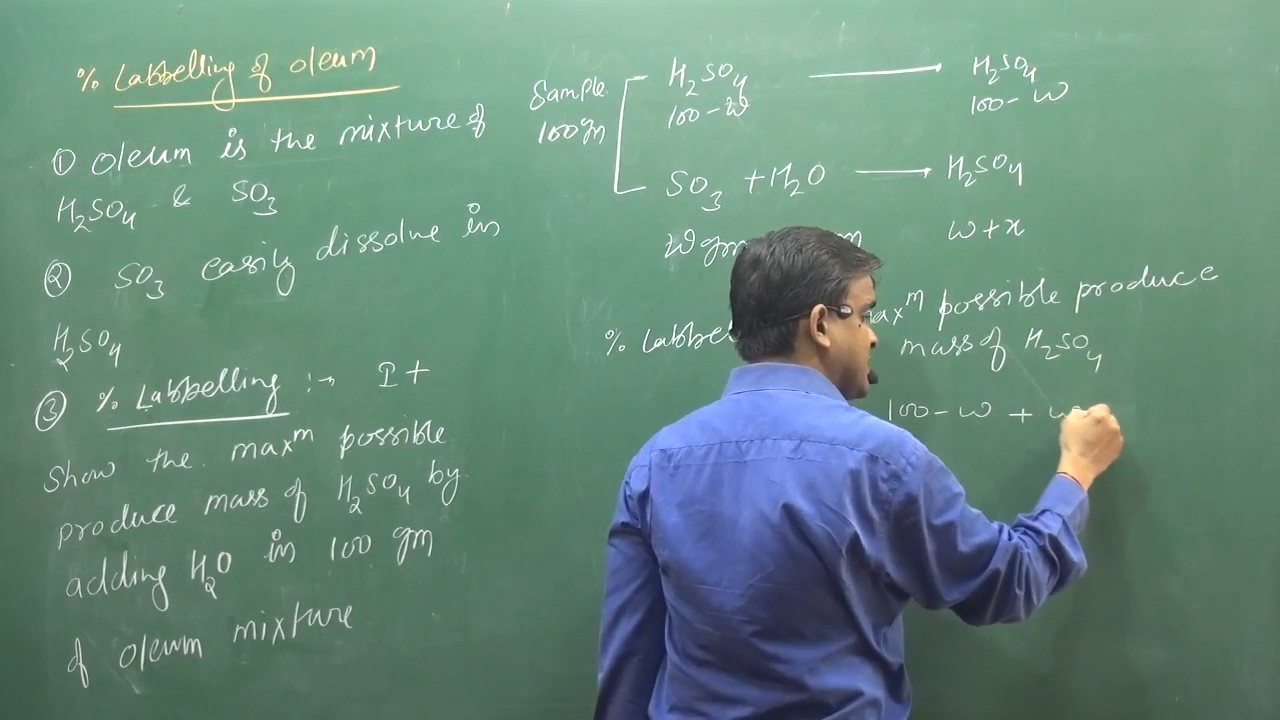 % Labbelling of oleum
① Oleum is the mixture of
H₂SO₄ & SO₃
② SO₃ easily dissolve in
H₂SO₄
③ % Labbelling :→ It
Show the maxᵐ possible
produce mass of H₂SO₄ by
adding H₂O in 100 gm
of oleum mixture
Sample
100gm
H₂SO₄ → H₂SO₄
100-w 100-w
SO₃ + H₂O → H₂SO₄
w gm w+x
% maxᵐ possible produce
mass of H₂SO₄
100-w +